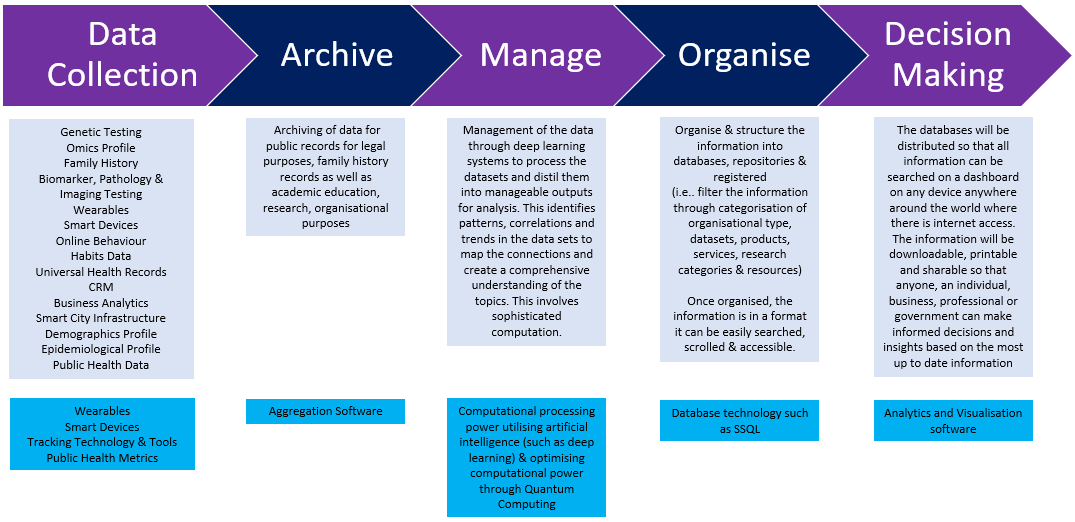 Data
Collection
Archive
Manage
Organise
Decision
Making
Genetic Testing
Omics Profile
Family History
Biomarker, Pathology &
Imaging Testing
Wearables
Smart Devices
Online Behaviour
Habits Data
Universal Health Records
CRM
Business Analytics
Smart City Infrastructure
Demographics Profile
Epidemiological Profile
Public Health Data
Archiving of data for
public records for legal
purposes, family history
records as well as
academic education,
research, organisational
purposes
Management of the data
through deep learning
systems to process the
datasets and distil them
into manageable outputs
for analysis. This identifies
patterns, correlations and
trends in the data sets to
map the connections and
create a comprehensive
understanding of the
topics. This involves
sophisticated
computation.
Organise & structure the
information into
databases, repositories &
registered
(i.e.. filter the information
through categorisation of
organisational type,
datasets, products,
services, research
categories & resources)
Once organised, the
information is in a format
it can be easily searched,
scrolled & accessible.
The databases will be
distributed so that all
information can be
searched on a dashboard
on any device anywhere
around the world where
there is internet access.
The information will be
downloadable, printable
and sharable so that
anyone, an individual,
business, professional or
government can make
informed decisions and
insights based on the most
up to date information
Wearables
Smart Devices
Tracking Technology & Tools
Public Health Metrics
Aggregation Software
Computational processing
power utilising artificial
intelligence (such as deep
learning) & optimising
computational power
through Quantum
Computing
Database technology such
as SSQL
Analytics and Visualisation
software